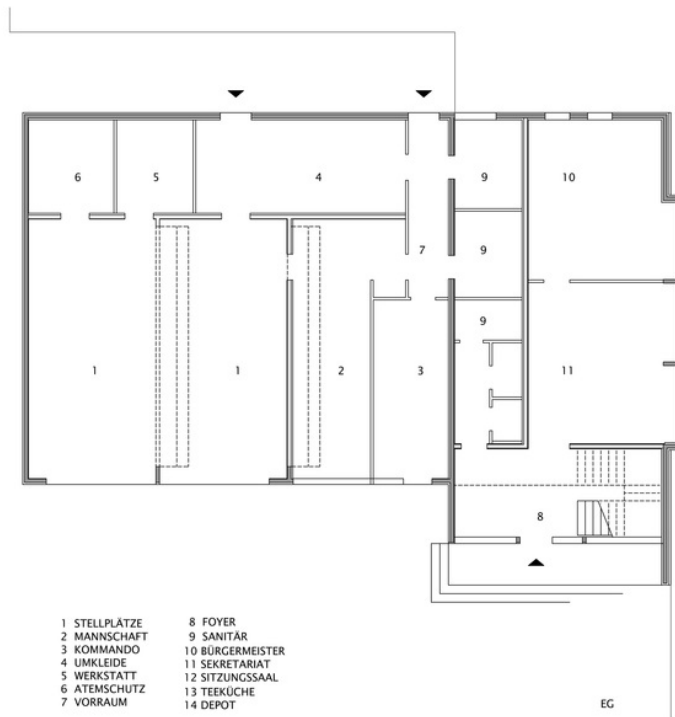 6
5
4
9
10
7
9
9
1
1
2
3
11
8
1 STELLPLÄTZE
2 MANNSCHAFT
3 KOMMANDO
4 UMKLEIDE
5 WERKSTATT
6 ATEMSCHUTZ
7 VORRAUM
8 FOYER
9 SANITÄR
10 BÜRGERMEISTER
11 SEKRETARIAT
12 SITZUNGSSAAL
13 TEEKÜCHE
14 DEPOT
EG